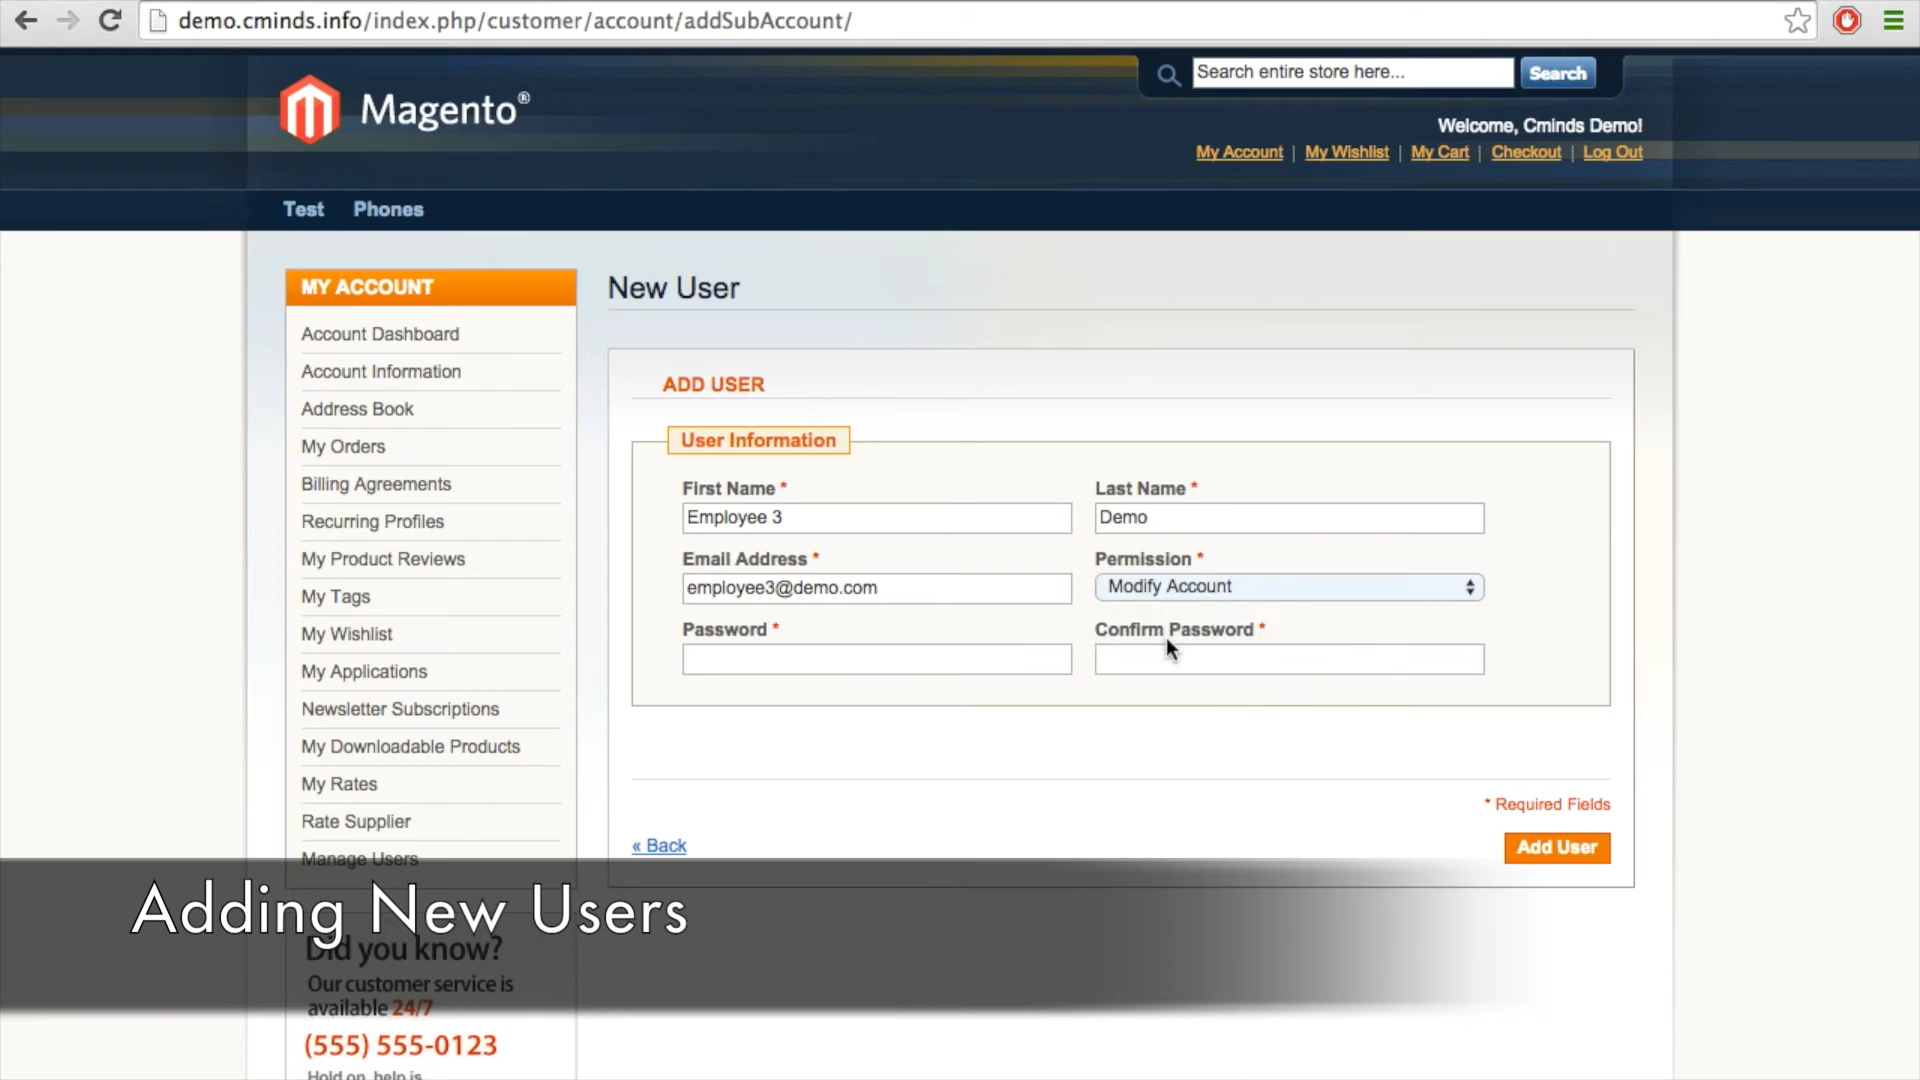 demo.cminds.info/index.php/customer/account/addSubAccount/
Magento®
Search entire store here...
Search
Welcome, Cminds Demo!
My Account | My Wishlist | My Cart | Checkout | Log Out
Test Phones
MY ACCOUNT
Account Dashboard
Account Information
Address Book
My Orders
Billing Agreements
Recurring Profiles
My Product Reviews
My Tags
My Wishlist
My Applications
Newsletter Subscriptions
My Downloadable Products
My Rates
Rate Supplier
Manage Users
New User
ADD USER
User Information
First Name *
Employee 3
Last Name *
Demo
Email Address *
employee3@demo.com
Permission *
Modify Account
Password *
Confirm Password *
* Required Fields
« Back
Add User
Adding New Users
Did you know?
Our customer service is
available 24/7
(555) 555-0123
Hold on, help is